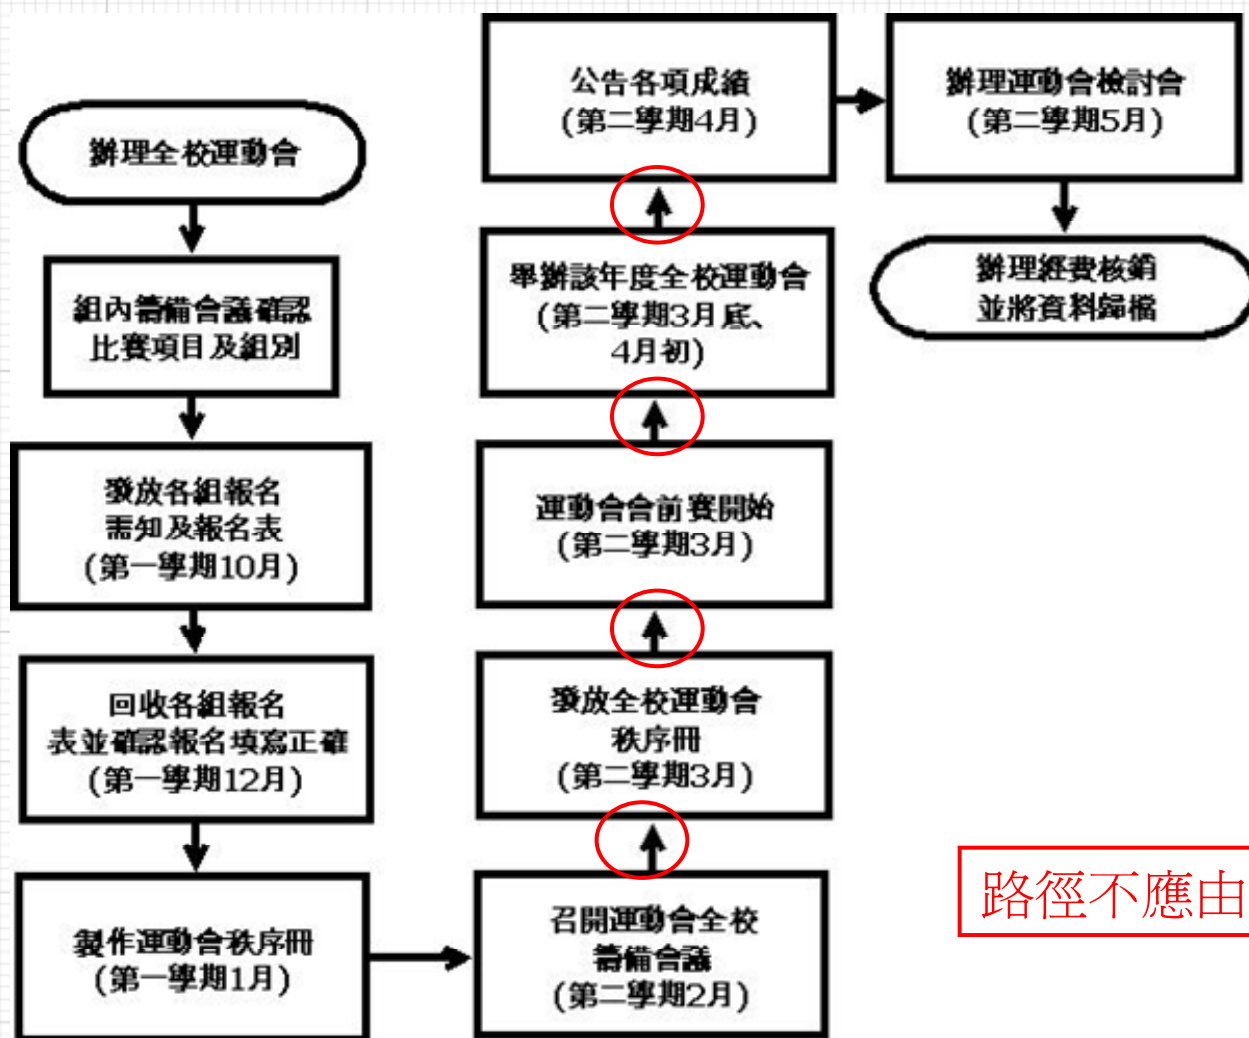 辦理全校運動會
組內籌備會議確認
比賽項目及組別
發放各組報名
需知及報名表
(第一學期10月)
回收各組報名
表並確認報名填寫正確
(第一學期12月)
製作運動會秩序冊
(第一學期1月)
召開運動會全校
籌備會議
(第二學期2月)
發放全校運動會
秩序冊
(第二學期3月)
運動會會前賽開始
(第二學期3月)
舉辦該年度全校運動會
(第二學期3月底、
4月初)
公告各項成績
(第二學期4月)
辦理運動會檢討會
(第二學期5月)
辦理經費核銷
並將資料歸檔
路徑不應由